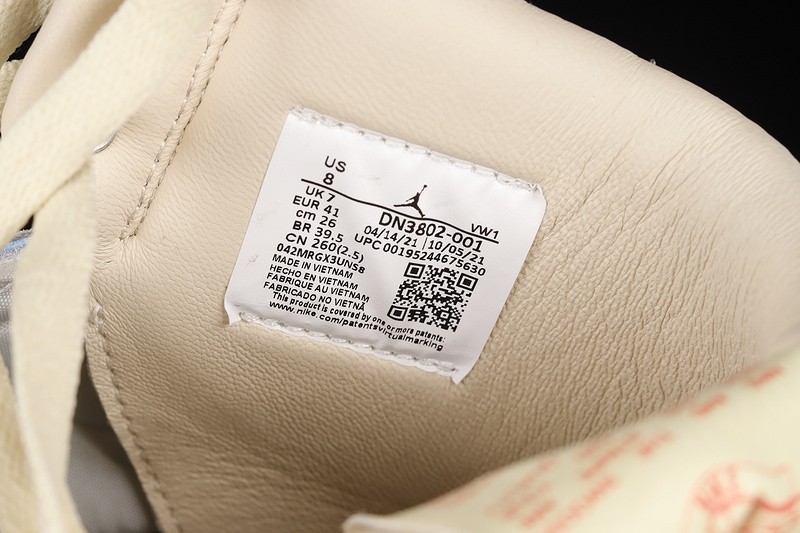 US
8
UK 7
EUR 41
cm 26
BR 39.5
CN 260(2.5)
DN3802-001
VW1
04/14/21 | 10/05/21
UPC 00195244675630
042MRGX3UNS8
MADE IN VIETNAM
HECHO EN VIETNAM
FABRIQUE AU VIETNAM
FABRICADO NO VIETNÃ
This product is covered by one or more patents:
www.nike.com/patentsvirtualmarking